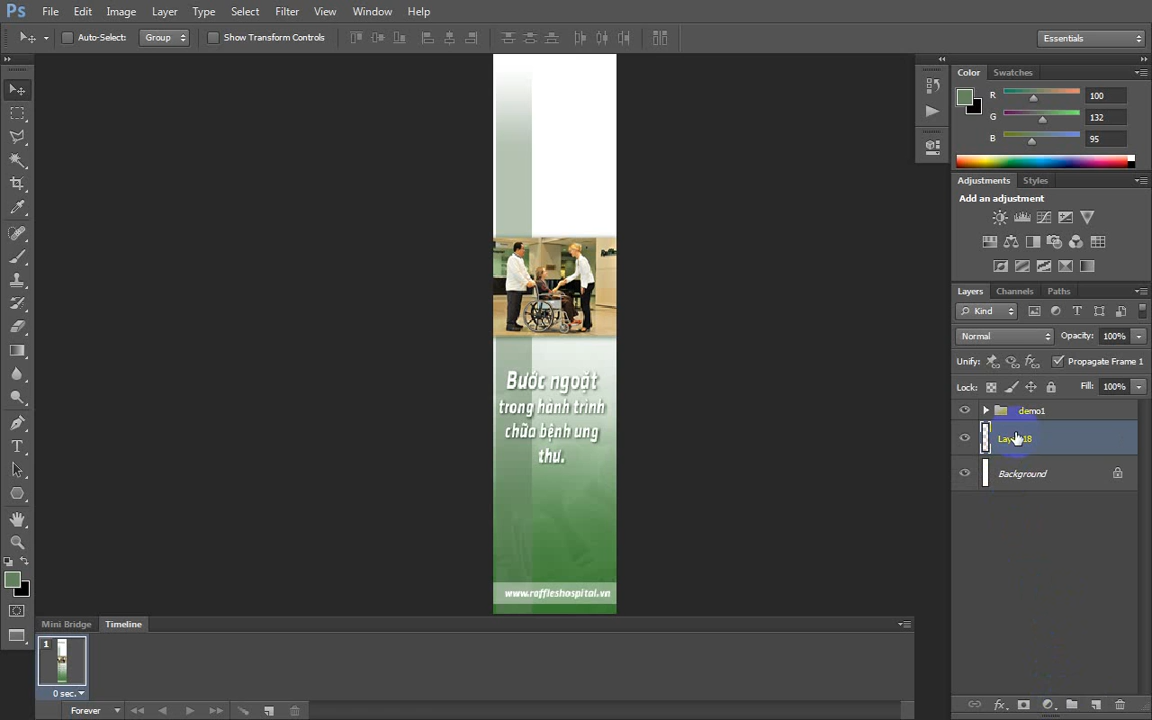 Ps File Edit Image Layer Type Select Filter View Window Help
Auto-Select: Group Show Transform Controls Essentials
Color Swatches
R 100
G 132
B 95
Adjustments Styles
Add an adjustment
Layers Channels Paths
Kind
Normal Opacity: 100%
Unify: Propagate Frame 1
Lock: Fill: 100%
demo1
Layer 18
Background
Bước ngoặt
trong hành trình
chữa bệnh ung
thư.
www.raffleshospital.vn
Mini Bridge Timeline
1
0 sec.
Forever